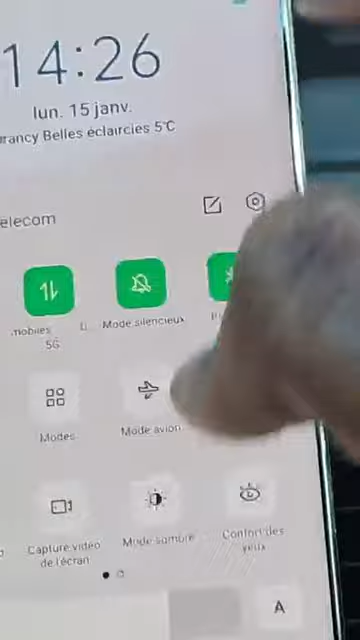 14:26
lun. 15 janv.
rancy Belles éclaircies 5°C
elecom
mobiles
Mode silencieux
5G
Modes
Mode avion
Capture vidéo
de l'écran
Mode sombre
Confort des
yeux
A